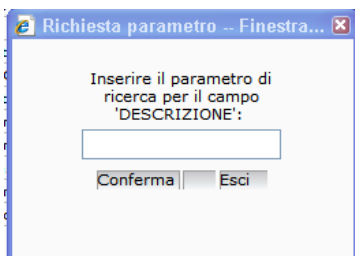 Richiesta parametro -- Finestra...
Inserire il parametro di
ricerca per il campo
'DESCRIZIONE':
Conferma Esci